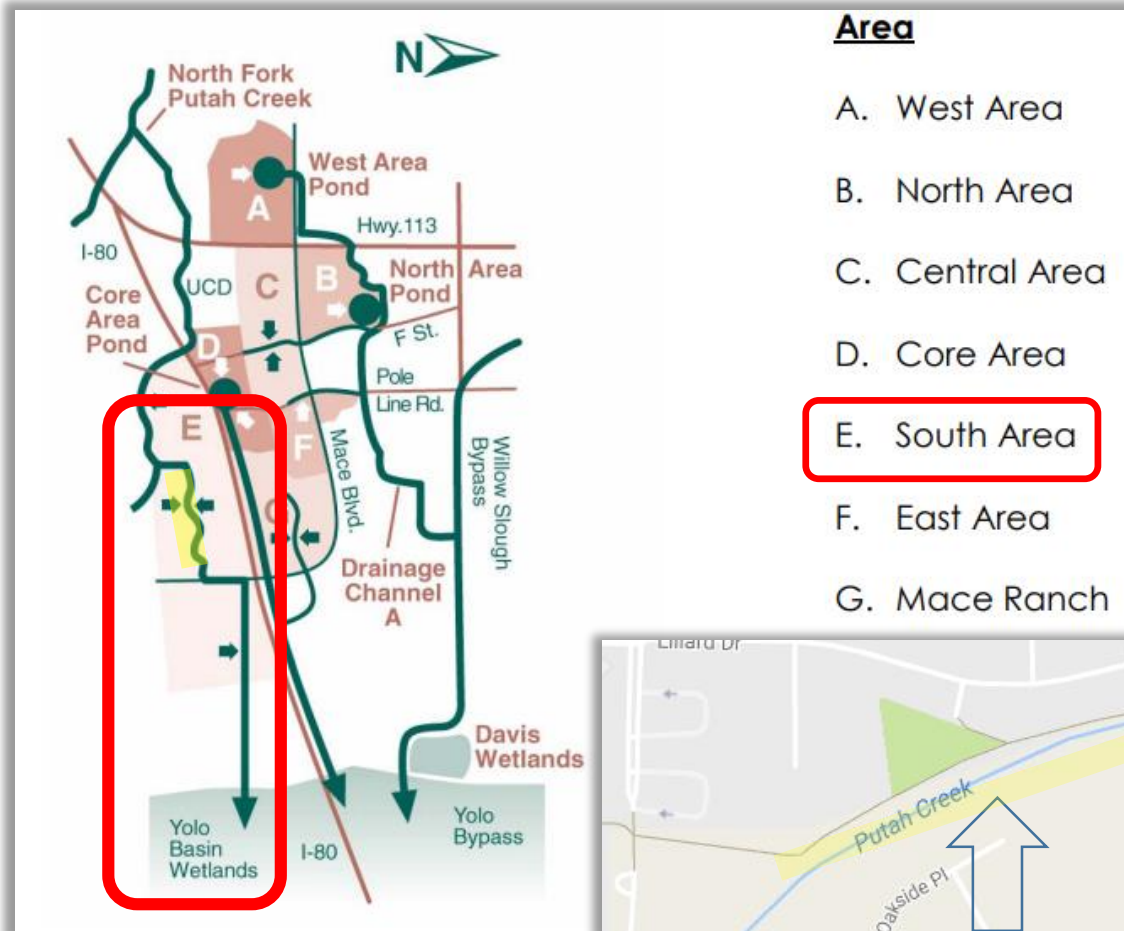 N
North Fork
Putah Creek
West Area
Pond
A
Hwy.113
I-80
UCD
C
B
North Area
Pond
Core
Area
Pond
D
F St.
Pole
Line Rd.
E
F
Mace Blvd.
Willow Slough
Bypass
G
Drainage
Channel
A
Davis
Wetlands
Yolo
Basin
Wetlands
I-80
Yolo
Bypass
Area
A. West Area
B. North Area
C. Central Area
D. Core Area
E. South Area
F. East Area
G. Mace Ranch
Lillard Dr
Putah Creek
Oakside Pl